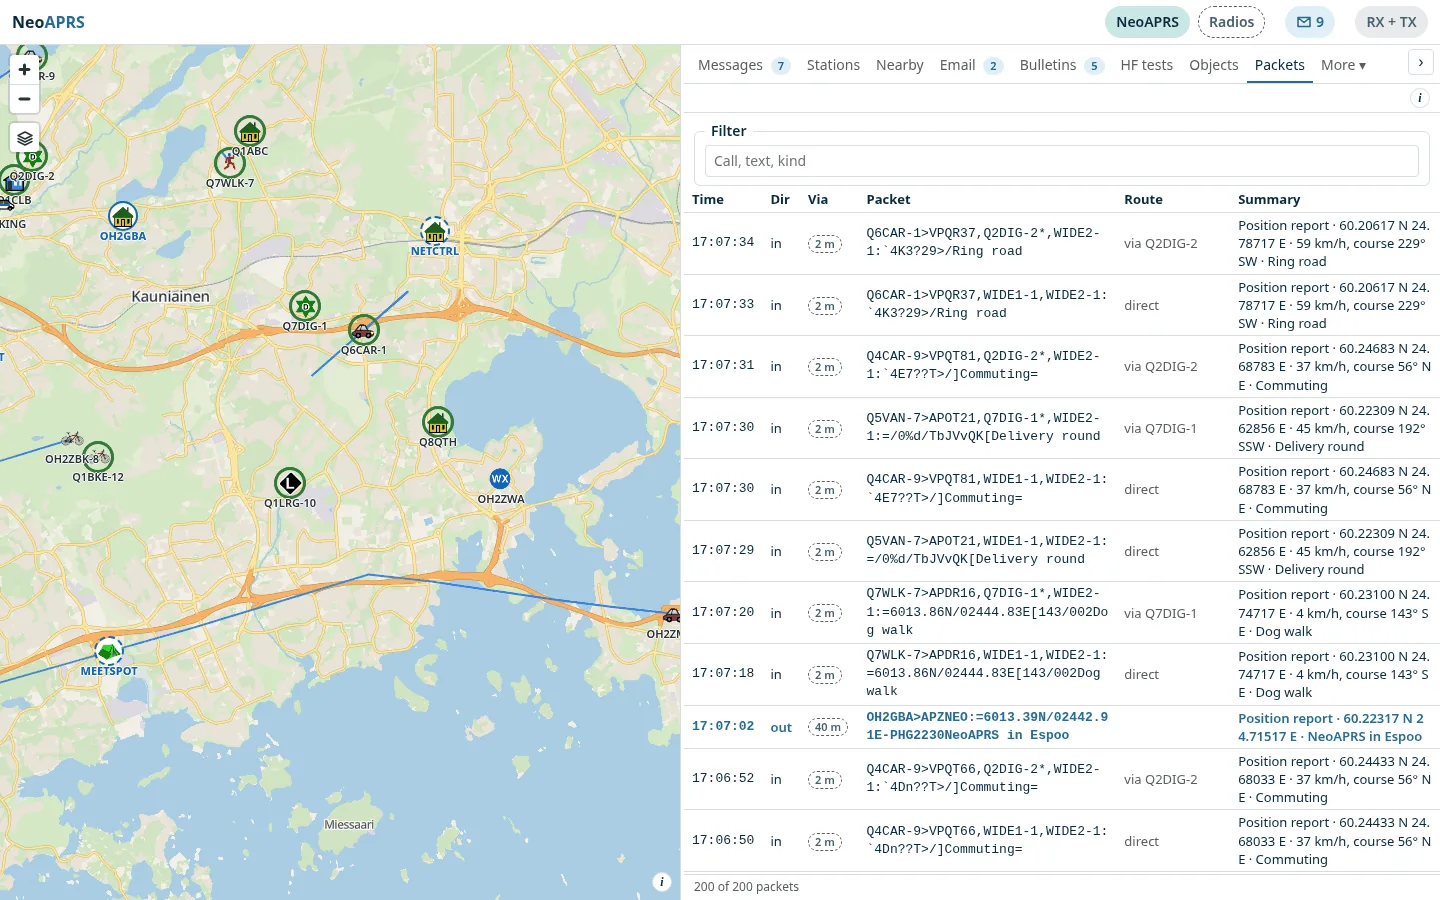 NeoAPRS
NeoAPRS
Radios
9
RX + TX
Messages 7
Stations
Nearby
Email 2
Bulletins 5
HF tests
Objects
Packets
More ▾
›
i
+
−
R-9
Q1ABC
Q7WLK-7
Q2DIG-2
KING
OH2GBA
NETCTRL
Kauniainen
Q7DIG-1
Q6CAR-1
T
Q8QTH
OH2ZBK-8
Q1BKE-12
L
Q1LRG-10
WX
OH2ZWA
MEETSPOT
Miessaari
i
Filter
Call, text, kind
Time Dir Via Packet Route Summary
17:07:34 in 2 m Q6CAR-1>VPQR37,Q2DIG-2*,WIDE2-
1:`4K3?29>/Ring road
via Q2DIG-2
Position report · 60.20617 N 24.
78717 E · 59 km/h, course 229°
SW · Ring road
17:07:33 in 2 m Q6CAR-1>VPQR37,WIDE1-1,WIDE2-1:
`4K3?29>/Ring road
direct
Position report · 60.20617 N 24.
78717 E · 59 km/h, course 229°
SW · Ring road
17:07:31 in 2 m Q4CAR-9>VPQT81,Q2DIG-2*,WIDE2-
1:`4E7??T>/]Commuting=
via Q2DIG-2
Position report · 60.24683 N 24.
68783 E · 37 km/h, course 56° N
E · Commuting
17:07:30 in 2 m Q5VAN-7>APOT21,Q7DIG-1*,WIDE2-
1:=/0%d/TbJVvQK[Delivery round
via Q7DIG-1
Position report · 60.22309 N 24.
62856 E · 45 km/h, course 192°
SSW · Delivery round
17:07:30 in 2 m Q4CAR-9>VPQT81,WIDE1-1,WIDE2-1:
`4E7??T>/]Commuting=
direct
Position report · 60.24683 N 24.
68783 E · 37 km/h, course 56° N
E · Commuting
17:07:29 in 2 m Q5VAN-7>APOT21,WIDE1-1,WIDE2-1:
=/0%d/TbJVvQK[Delivery round
direct
Position report · 60.22309 N 24.
62856 E · 45 km/h, course 192°
SSW · Delivery round
17:07:20 in 2 m Q7WLK-7>APDR16,Q7DIG-1*,WIDE2-
1:=6013.86N/02444.83E[143/002Do
g walk
via Q7DIG-1
Position report · 60.23100 N 24.
74717 E · 4 km/h, course 143° S
E · Dog walk
17:07:18 in 2 m Q7WLK-7>APDR16,WIDE1-1,WIDE2-1:
=6013.86N/02444.83E[143/002Dog
walk
direct
Position report · 60.23100 N 24.
74717 E · 4 km/h, course 143° S
E · Dog walk
17:07:02 out 40 m OH2GBA>APZNEO:=6013.39N/02442.9
1E-PHG2230NeoAPRS in Espoo
Position report · 60.22317 N 2
4.71517 E · NeoAPRS in Espoo
17:06:52 in 2 m Q4CAR-9>VPQT66,Q2DIG-2*,WIDE2-
1:`4Dn??T>/]Commuting=
via Q2DIG-2
Position report · 60.24433 N 24.
68033 E · 37 km/h, course 56° N
E · Commuting
17:06:50 in 2 m Q4CAR-9>VPQT66,WIDE1-1,WIDE2-1:
`4Dn??T>/]Commuting=
direct
Position report · 60.24433 N 24.
68033 E · 37 km/h, course 56° N
E · Commuting
200 of 200 packets